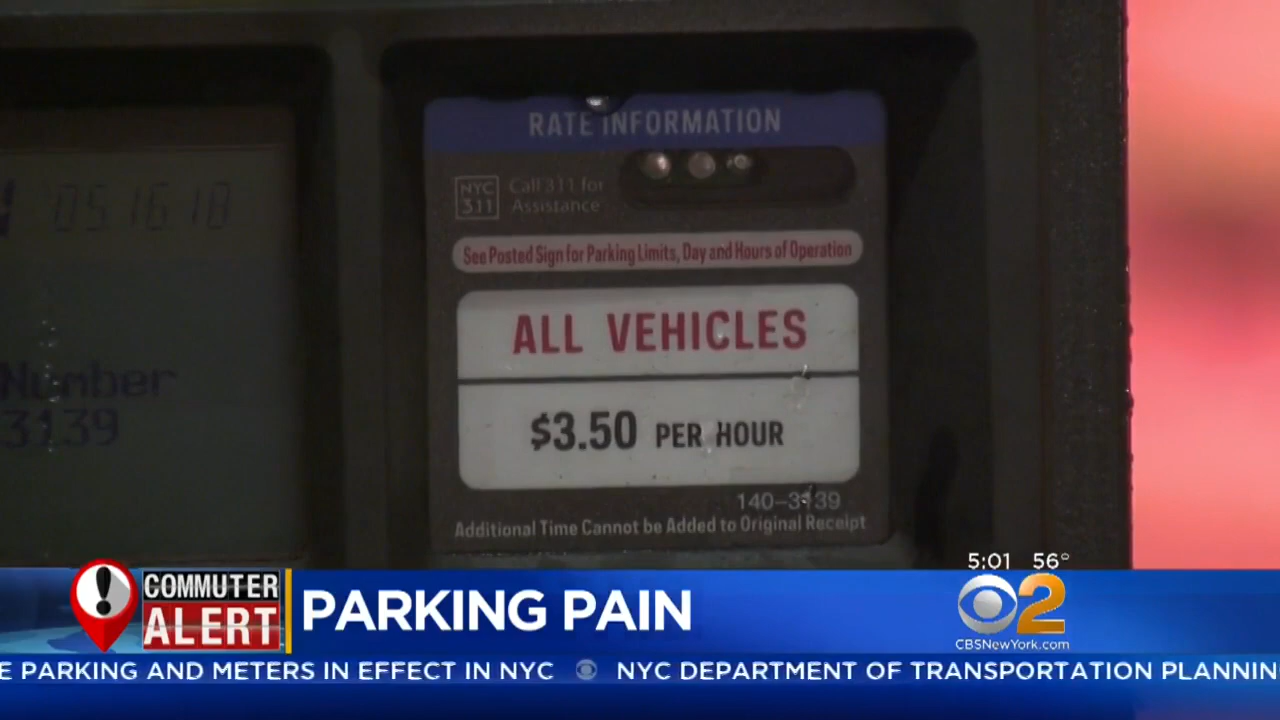 RATE INFORMATION
NYC
311
Call 311 for
Assistance
05 16 18
See Posted Sign for Parking Limits, Day and Hours of Operation
ALL VEHICLES
Number
3139
$3.50 PER HOUR
140-3139
Additional Time Cannot be Added to Original Receipt
5:01 56°
! COMMUTER
ALERT
PARKING PAIN
2
CBSNewYork.com
E PARKING AND METERS IN EFFECT IN NYC NYC DEPARTMENT OF TRANSPORTATION PLANNIN